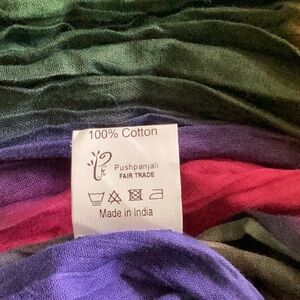 100% Cotton
Pushpanjali
FAIR TRADE
Made in India